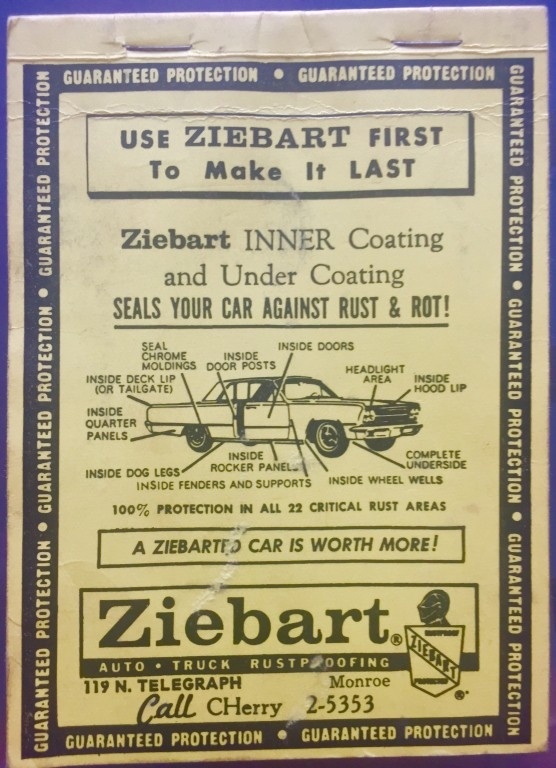 GUARANTEED PROTECTION • GUARANTEED PROTECTION
GUARANTEED PROTECTION • GUARANTEED PROTECTION • GUARANTEED PROTECTION
GUARANTEED PROTECTION • GUARANTEED PROTECTION • GUARANTEED PROTECTION
USE ZIEBART FIRST
To Make It LAST
Ziebart INNER Coating
and Under Coating
SEALS YOUR CAR AGAINST RUST & ROT!
SEAL
CHROME
MOLDINGS
INSIDE
DOOR POSTS
INSIDE DOORS
HEADLIGHT
AREA
INSIDE
HOOD LIP
INSIDE DECK LIP
(OR TAILGATE)
INSIDE
QUARTER
PANELS
INSIDE DOG LEGS
INSIDE
ROCKER PANELS
COMPLETE
UNDERSIDE
INSIDE FENDERS AND SUPPORTS
INSIDE WHEEL WELLS
100% PROTECTION IN ALL 22 CRITICAL RUST AREAS
A ZIEBARTED CAR IS WORTH MORE!
Ziebart®
AUTO • TRUCK RUSTPROOFING
ZIEBART
®
119 N. TELEGRAPH Monroe
Call CHerry 2-5353
GUARANTEED PROTECTION • GUARANTEED PROTECTION